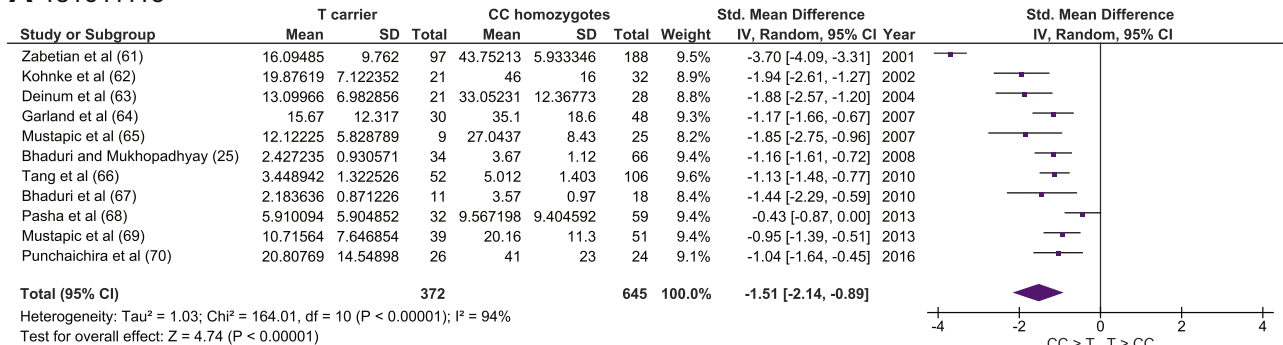 T carrier CC homozygotes Std. Mean Difference Std. Mean Difference
Study or Subgroup Mean SD Total Mean SD Total Weight IV, Random, 95% CI Year IV, Random, 95% CI
Zabetian et al (61) 16.09485 9.762 97 43.75213 5.933346 188 9.5% -3.70 [-4.09, -3.31] 2001
Kohnke et al (62) 19.87619 7.122352 21 46 16 32 8.9% -1.94 [-2.61, -1.27] 2002
Deinum et al (63) 13.09966 6.982856 21 33.05231 12.36773 28 8.8% -1.88 [-2.57, -1.20] 2004
Garland et al (64) 15.67 12.317 30 35.1 18.6 48 9.2% -1.17 [-1.66, -0.67] 2007
Mustapic et al (65) 12.12225 5.828789 9 27.0437 8.43 25 8.2% -1.85 [-2.75, -0.96] 2007
Bhaduri and Mukhopadhyay (25) 2.427235 0.930571 34 3.67 1.12 66 9.4% -1.16 [-1.61, -0.72] 2008
Tang et al (66) 3.448942 1.322526 52 5.012 1.403 106 9.5% -1.13 [-1.48, -0.77] 2010
Bhaduri et al (67) 2.183636 0.871226 11 3.57 0.97 18 8.3% -1.44 [-2.29, -0.59] 2010
Pasha et al (68) 5.910094 5.904852 32 9.567198 9.404592 59 9.4% -0.43 [-0.87, 0.00] 2013
Mustapic et al (69) 10.71564 7.646854 39 20.16 11.3 51 9.4% -0.95 [-1.39, -0.51] 2013
Punchaichira et al (70) 20.80769 14.54898 26 41 23 24 9.1% -1.04 [-1.64, -0.45] 2016
Total (95% CI) 372 645 100.0% -1.51 [-2.14, -0.89]
Heterogeneity: Tau² = 1.03; Chi² = 164.01, df = 10 (P < 0.00001); I² = 94%
Test for overall effect: Z = 4.74 (P < 0.00001)
-4 -2 0 2 4
CC > T T > CC